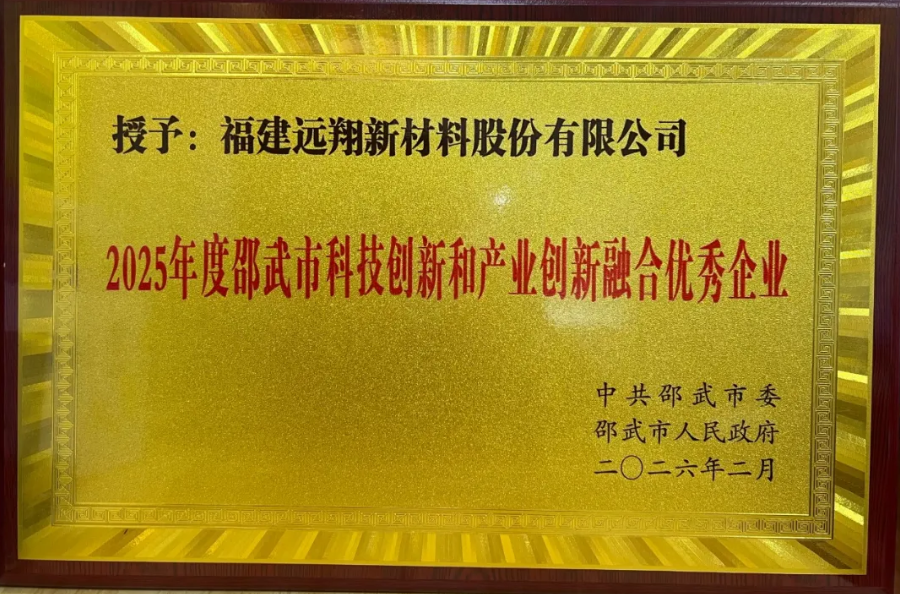 授予：福建远翔新材料股份有限公司
2025年度邵武市科技创新和产业创新融合优秀企业
中共邵武市委
邵武市人民政府
二〇二六年二月